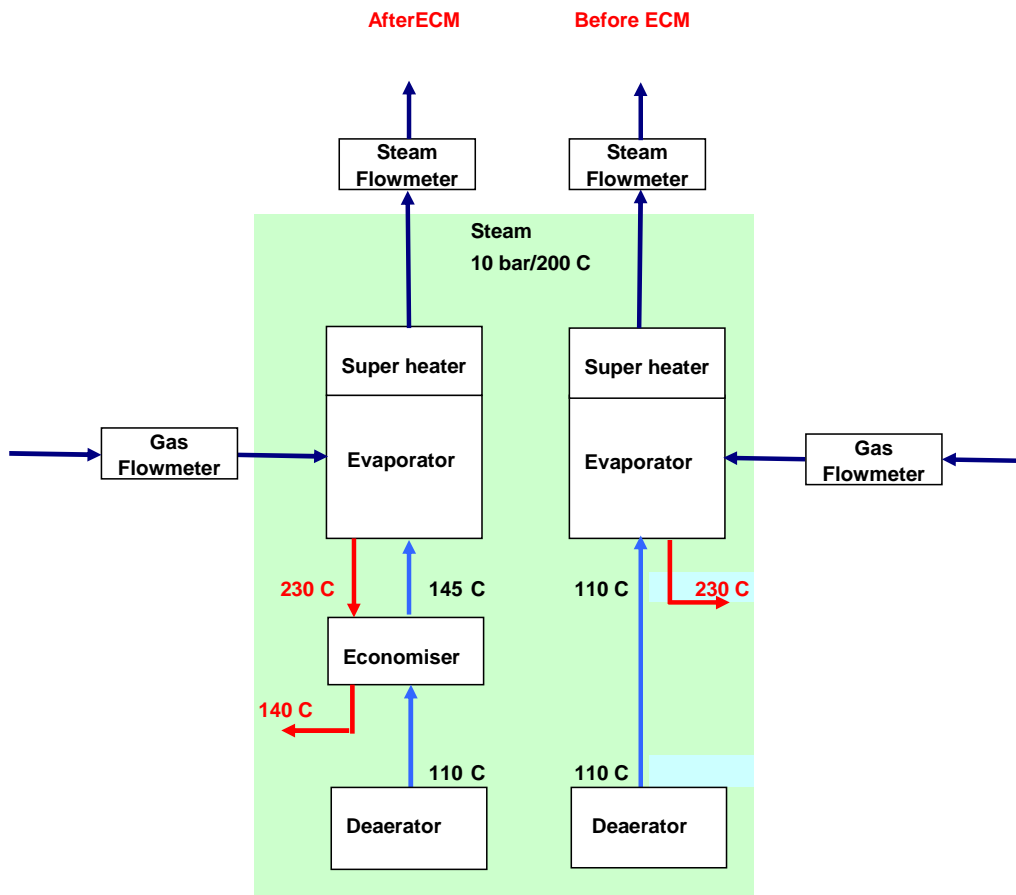 AfterECM
Before ECM
Steam
Flowmeter
Steam
Flowmeter
Steam
10 bar/200 C
Super heater
Super heater
Gas
Flowmeter
Evaporator
Evaporator
Gas
Flowmeter
230 C
145 C
110 C
230 C
Economiser
140 C
110 C
110 C
Deaerator
Deaerator